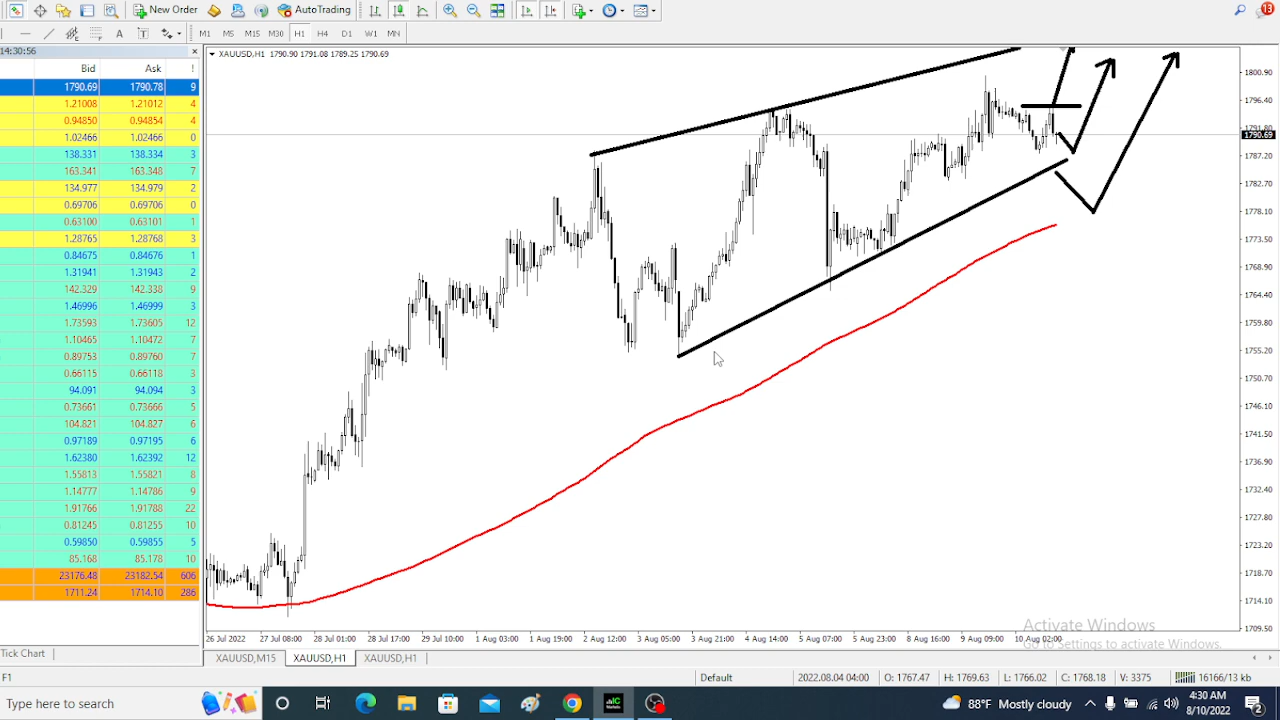 New Order
AutoTrading
13
A
T
M1 M5 M15 M30 H1 H4 D1 W1 MN
14:30:56
XAUUSD,H1 1790.90 1791.08 1789.25 1790.69
Bid Ask !
1790.69 1790.78 9
1.21008 1.21012 4
0.94850 0.94854 4
1.02466 1.02466 0
138.331 138.334 3
163.341 163.348 7
134.977 134.979 2
0.69706 0.69706 0
0.63100 0.63101 1
1.28765 1.28768 3
0.84675 0.84676 1
1.31941 1.31943 2
142.329 142.338 9
1.46996 1.46999 3
1.73593 1.73605 12
1.10465 1.10472 7
0.89753 0.89760 7
0.66115 0.66118 3
94.091 94.094 3
0.73661 0.73666 5
104.821 104.827 6
0.97189 0.97195 6
1.62380 1.62392 12
1.55813 1.55821 8
1.14777 1.14786 9
1.91766 1.91788 22
0.81245 0.81255 10
0.59850 0.59855 5
85.168 85.178 10
23176.48 23182.54 606
1711.24 1714.10 286
1800.90
1796.40
1791.80
1790.69
1787.20
1782.70
1778.10
1773.50
1768.90
1764.40
1759.80
1755.20
1750.70
1746.10
1741.50
1736.90
1732.40
1727.80
1723.20
1718.70
1714.10
1709.50
26 Jul 2022 27 Jul 08:00 28 Jul 01:00 28 Jul 17:00 29 Jul 10:00 1 Aug 03:00 1 Aug 19:00 2 Aug 12:00 3 Aug 05:00 3 Aug 21:00 4 Aug 14:00 5 Aug 07:00 5 Aug 23:00 8 Aug 16:00 9 Aug 09:00 10 Aug 02:00
Activate Windows
Go to Settings to activate Windows.
Tick Chart
XAUUSD,M15 XAUUSD,H1 XAUUSD,H1
F1 Default 2022.08.04 04:00 O: 1767.47 H: 1769.63 L: 1766.02 C: 1768.18 V: 3375 16166/13 kb
Type here to search
IC
Markets
88°F Mostly cloudy
4:30 AM
8/10/2022
2